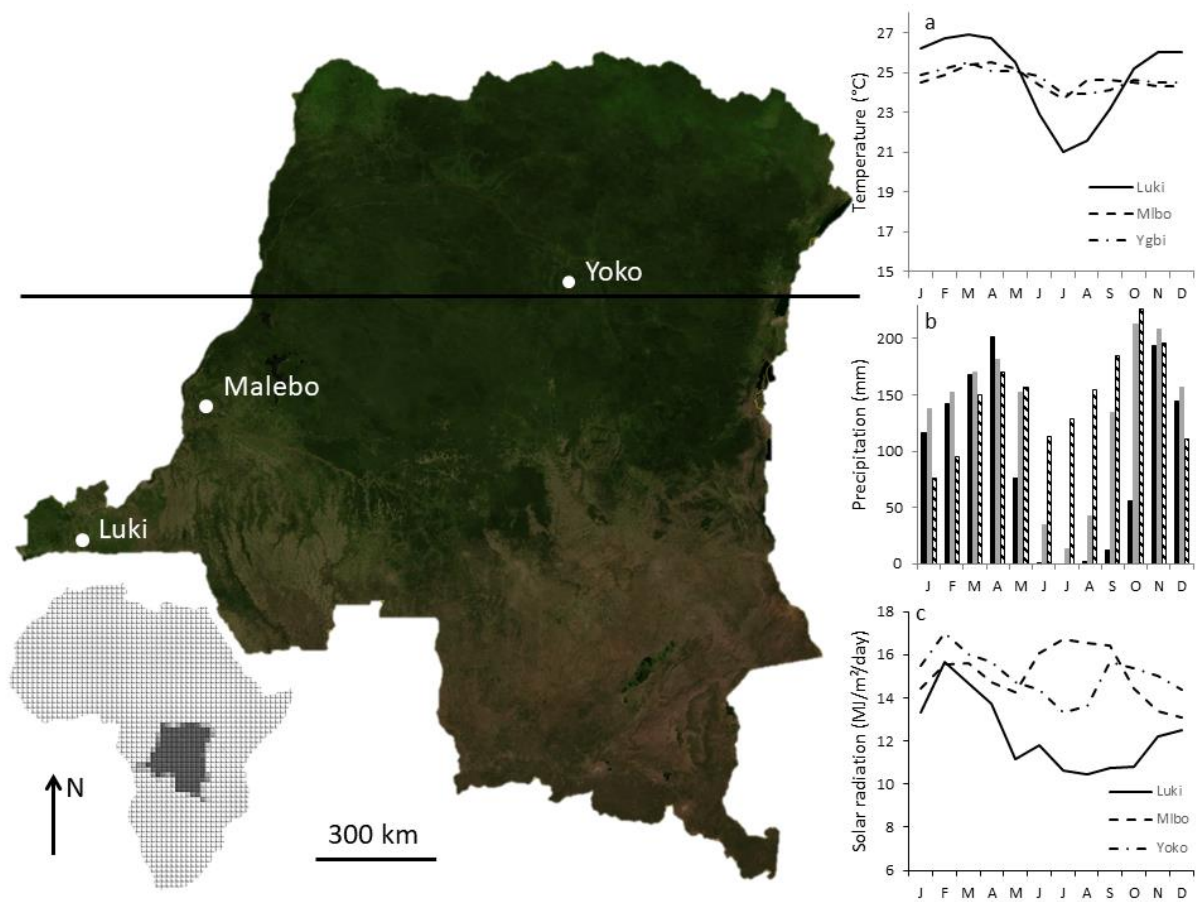 Yoko
Malebo
Luki
N
300 km
a
Temperature (°C)
27
25
23
21
19
17
15
Luki
Mlbo
Ygbi
J F M A M J J A S O N D
b
Precipitation (mm)
200
150
100
50
0
J F M A M J J A S O N D
c
Solar radiation (MJ/m²/day)
18
16
14
12
10
8
6
Luki
Mlbo
Yoko
J F M A M J J A S O N D